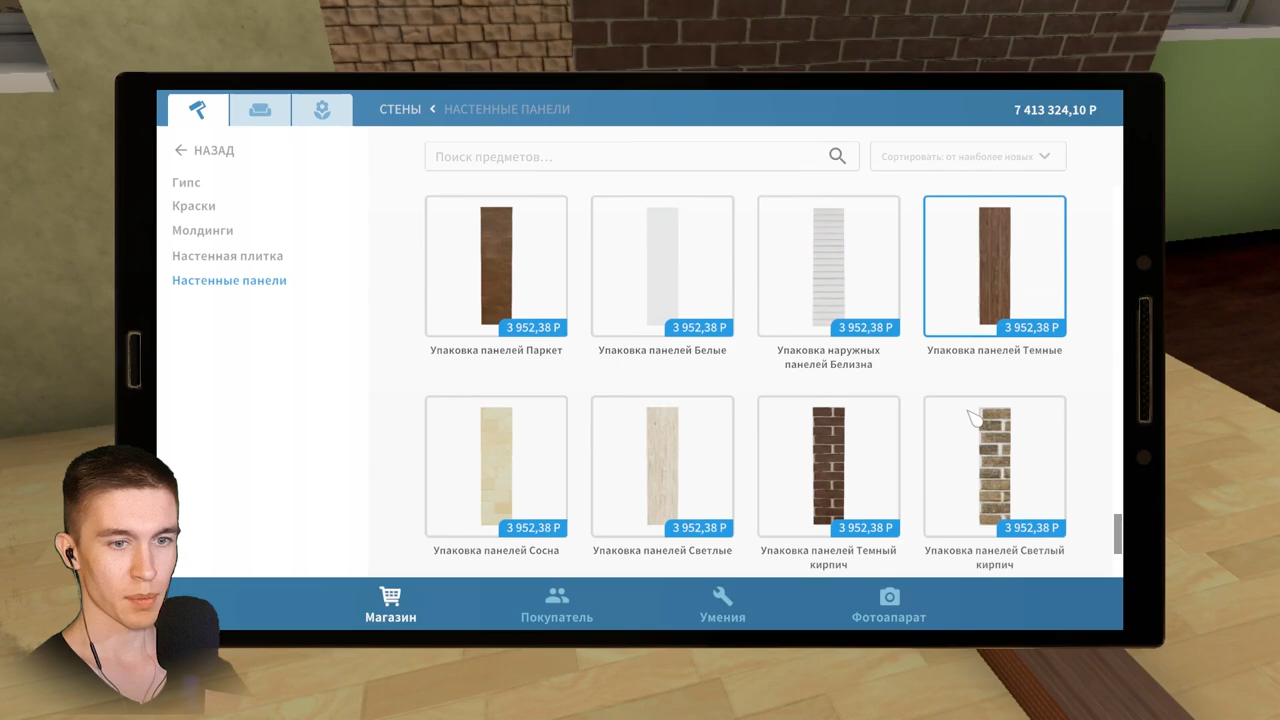 СТЕНЫ НАСТЕННЫЕ ПАНЕЛИ
7 413 324,10 Р
НАЗАД
Гипс
Краски
Молдинги
Настенная плитка
Настенные панели
Поиск предметов...
Сортировать: от наиболее новых
3 952,38 Р
Упаковка панелей Паркет
3 952,38 Р
Упаковка панелей Белые
3 952,38 Р
Упаковка наружных
панелей Белизна
3 952,38 Р
Упаковка панелей Темные
3 952,38 Р
Упаковка панелей Сосна
3 952,38 Р
Упаковка панелей Светлые
3 952,38 Р
Упаковка панелей Темный
кирпич
3 952,38 Р
Упаковка панелей Светлый
кирпич
Магазин
Покупатель
Умения
Фотоаппарат